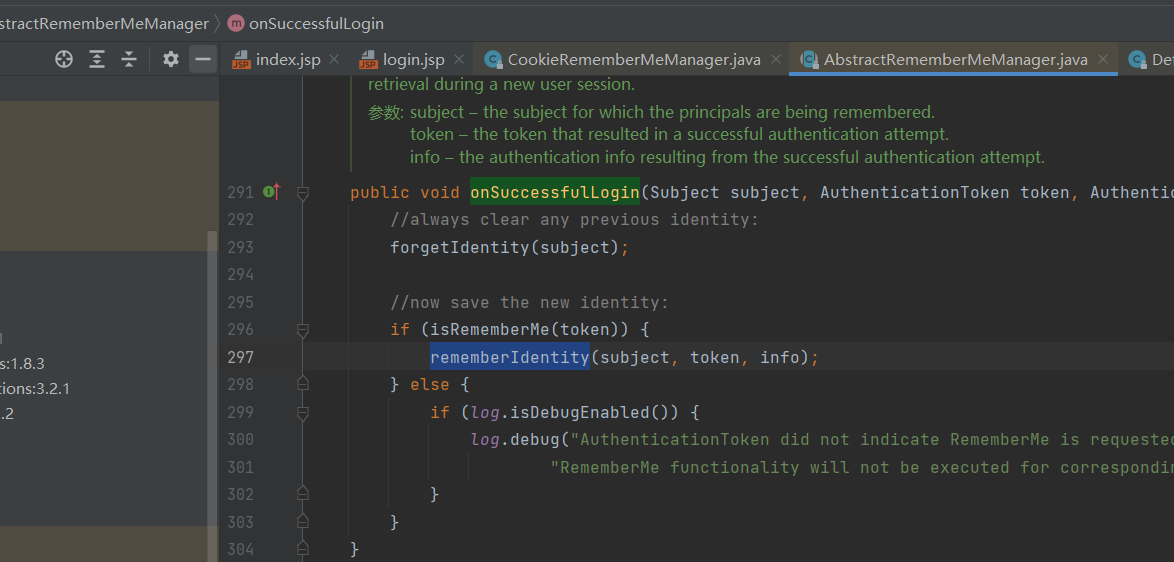 stractRememberMeManager 〉 m onSuccessfulLogin
index.jsp × login.jsp × CookieRememberMeManager.java × AbstractRememberMeManager.java × De
retrieval during a new user session.
参数: subject – the subject for which the principals are being remembered.
token – the token that resulted in a successful authentication attempt.
info – the authentication info resulting from the successful authentication attempt.
291 public void onSuccessfulLogin(Subject subject, AuthenticationToken token, Authentic
292 //always clear any previous identity:
293 forgetIdentity(subject);
294
295 //now save the new identity:
296 if (isRememberMe(token)) {
297 rememberIdentity(subject, token, info);
298 } else {
299 if (log.isDebugEnabled()) {
300 log.debug("AuthenticationToken did not indicate RememberMe is requested
301 "RememberMe functionality will not be executed for correspondin
302 }
303 }
304 }
s:1.8.3
ions:3.2.1
.2